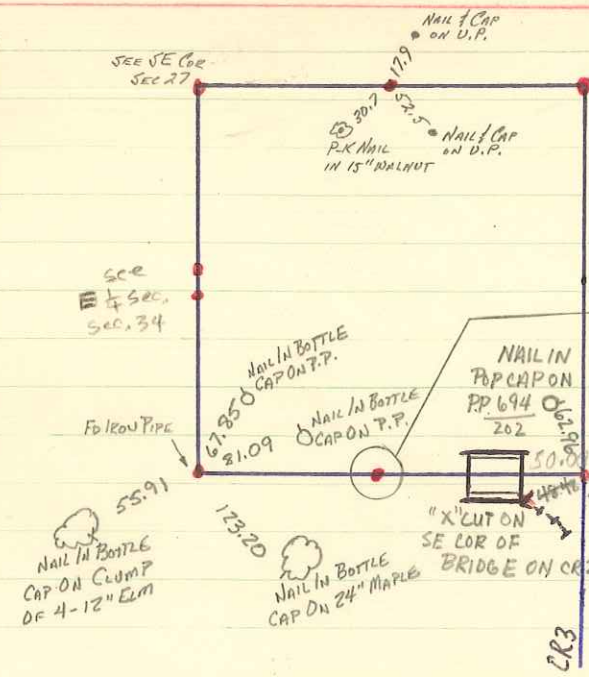 NAIL & CAP
ON U.P.
17.9
SEE SE COR
SEC 27
30.7
52.5
P-K NAIL
IN 15" WALNUT
NAIL & CAP
ON U.P.
see
E 1/4 sec.
sec. 34
NAIL IN BOTTLE
CAP ON P.P.
67.85
NAIL IN BOTTLE
CAP ON P.P.
81.09
NAIL IN
POP CAP ON
P.P. 694
202
62.96
FD IRON PIPE
50.00
55.91
123.20
"X" CUT ON
SE COR OF
BRIDGE ON
NAIL IN BOTTLE
CAP ON CLUMP
OF 4-12" ELM
NAIL IN BOTTLE
CAP ON 24" MAPLE
CR3